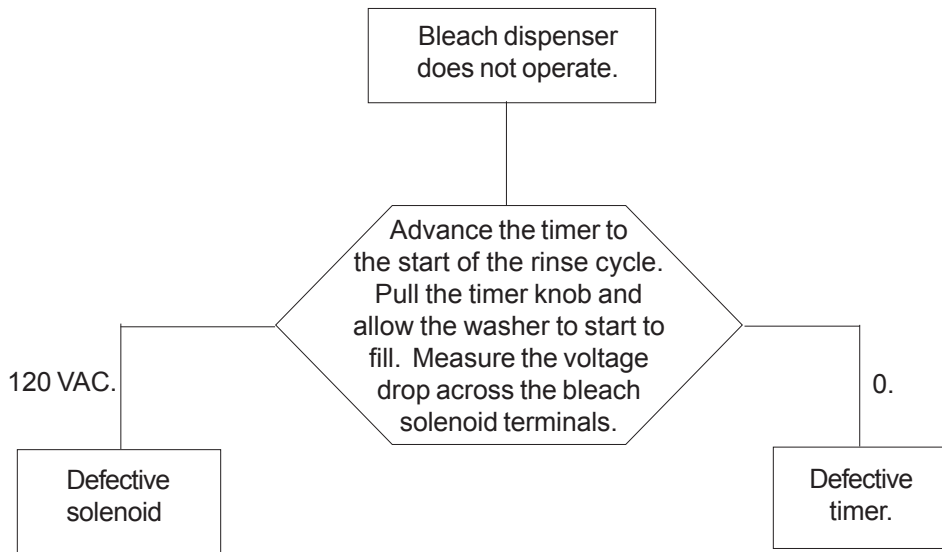 Bleach dispenser
does not operate.
Advance the timer to
the start of the rinse cycle.
Pull the timer knob and
allow the washer to start to
fill. Measure the voltage
drop across the bleach
solenoid terminals.
120 VAC.
0.
Defective
solenoid
Defective
timer.